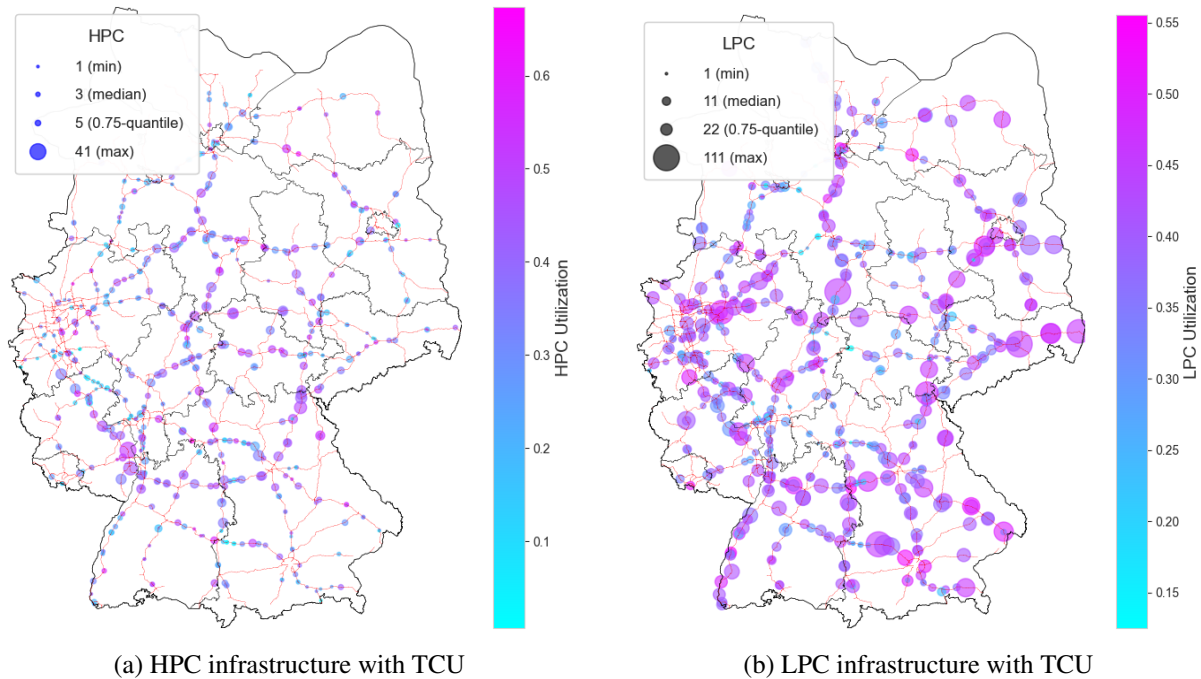 HPC
1 (min)
3 (median)
5 (0.75-quantile)
41 (max)
0.6
0.5
0.4
0.3
0.2
0.1
HPC Utilization
(a) HPC infrastructure with TCU
LPC
1 (min)
11 (median)
22 (0.75-quantile)
111 (max)
0.55
0.50
0.45
0.40
0.35
0.30
0.25
0.20
0.15
LPC Utilization
(b) LPC infrastructure with TCU